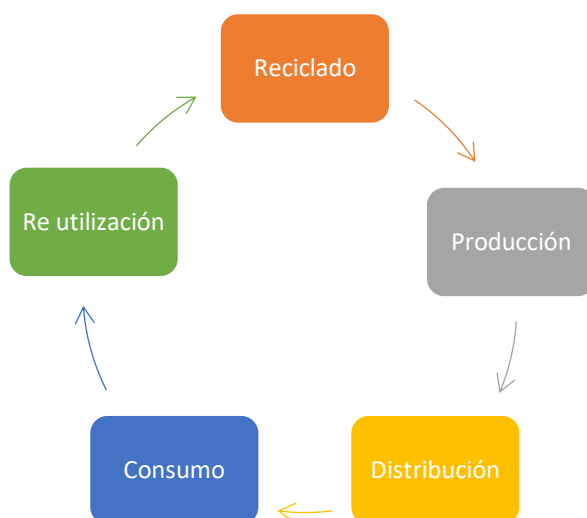 Reciclado
Producción
Distribución
Consumo
Re utilización